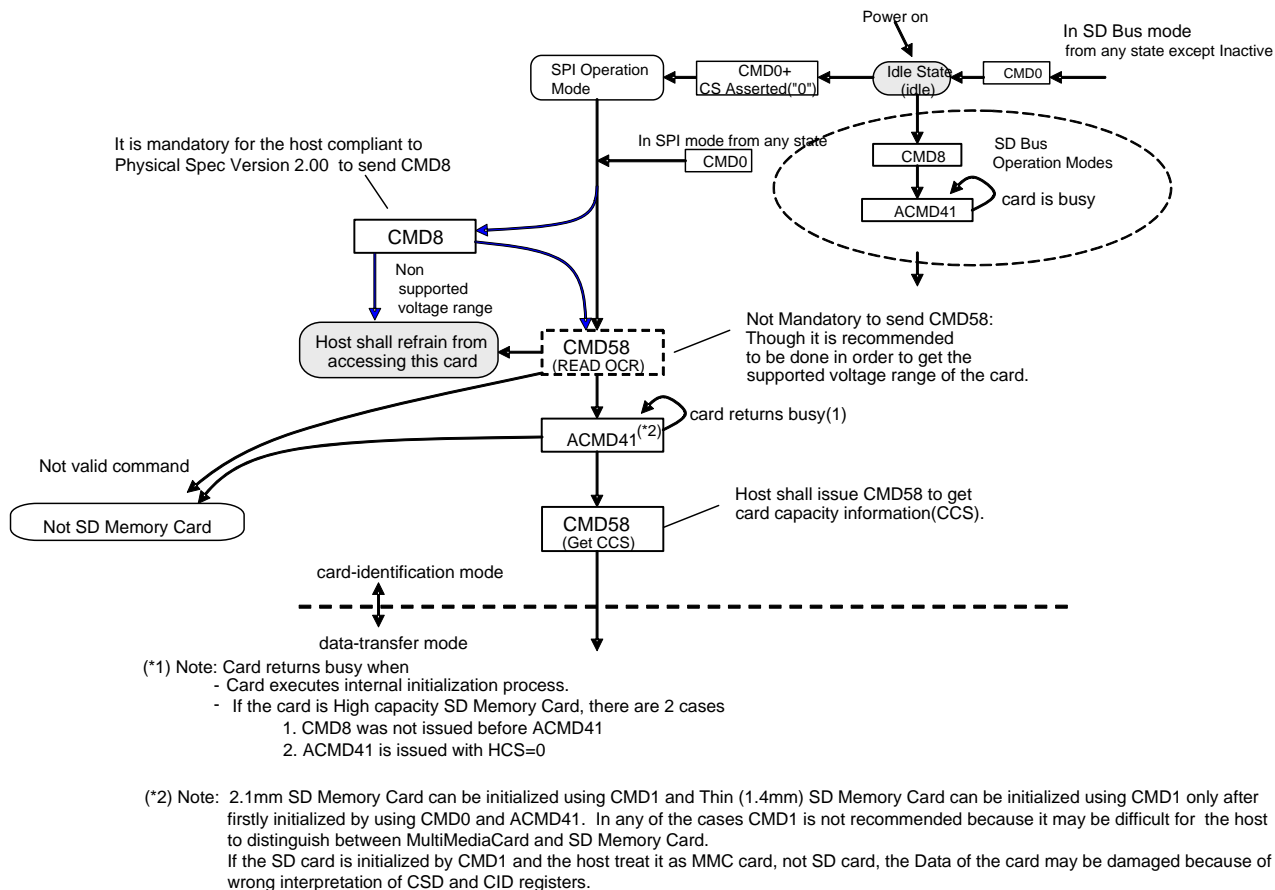 Power on
In SD Bus mode
from any state except Inactive
SPI Operation
Mode
CMD0+
CS Asserted("0")
Idle State
(idle)
CMD0
It is mandatory for the host compliant to
Physical Spec Version 2.00 to send CMD8
In SPI mode from any state
CMD0
CMD8
SD Bus
Operation Modes
ACMD41
card is busy
CMD8
Non
supported
voltage range
Host shall refrain from
accessing this card
CMD58
(READ OCR)
Not Mandatory to send CMD58:
Though it is recommended
to be done in order to get the
supported voltage range of the card.
card returns busy(1)
ACMD41(*2)
Not valid command
Not SD Memory Card
CMD58
(Get CCS)
Host shall issue CMD58 to get
card capacity information(CCS).
card-identification mode
data-transfer mode
(*1) Note: Card returns busy when
- Card executes internal initialization process.
- If the card is High capacity SD Memory Card, there are 2 cases
1. CMD8 was not issued before ACMD41
2. ACMD41 is issued with HCS=0
(*2) Note: 2.1mm SD Memory Card can be initialized using CMD1 and Thin (1.4mm) SD Memory Card can be initialized using CMD1 only after
firstly initialized by using CMD0 and ACMD41. In any of the cases CMD1 is not recommended because it may be difficult for the host
to distinguish between MultiMediaCard and SD Memory Card.
If the SD card is initialized by CMD1 and the host treat it as MMC card, not SD card, the Data of the card may be damaged because of
wrong interpretation of CSD and CID registers.